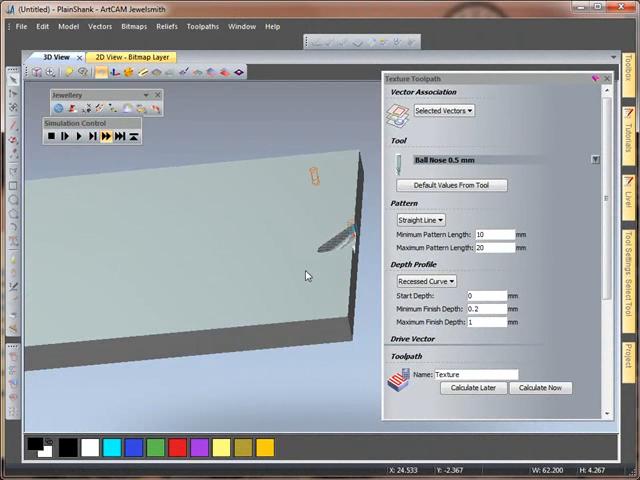 (Untitled) - PlainShank - ArtCAM Jewelsmith
File Edit Model Vectors Bitmaps Reliefs Toolpaths Window Help
3D View 2D View - Bitmap Layer
Jewellery
Simulation Control
Texture Toolpath
Vector Association
Selected Vectors
Tool
Ball Nose 0.5 mm
Default Values From Tool
Pattern
Straight Line
Minimum Pattern Length: 10 mm
Maximum Pattern Length: 20 mm
Depth Profile
Recessed Curve
Start Depth: 0 mm
Minimum Finish Depth: 0.2 mm
Maximum Finish Depth: 1 mm
Drive Vector
Toolpath
Name: Texture
Calculate Later Calculate Now
Toolbox
Tutorials
Live!
Tool Settings: Select Tool
Project
X: 24.533 Y: -2.367 W: 62.200 H: 4.267